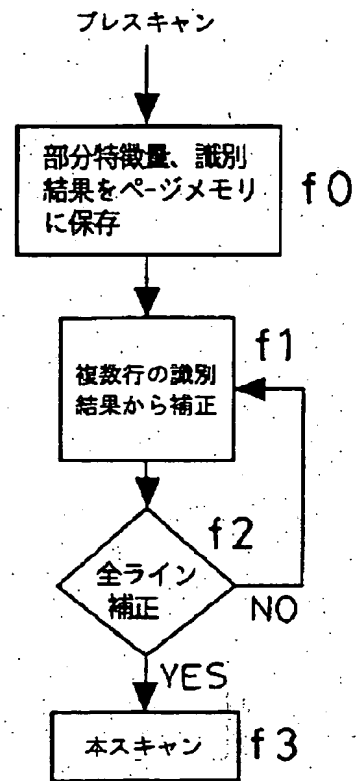 プレスキャン
部分特徴量、識別
結果をページメモリ
に保存
f0
f1
複数行の識別
結果から補正
f2
全ライン
補正
NO
YES
本スキャン
f3